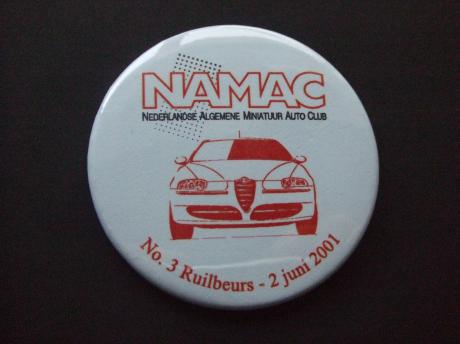 NAMAC
NEDERLANDSE ALGEMENE MINIATUUR AUTO CLUB
No. 3 Ruilbeurs - 2 juni 2001